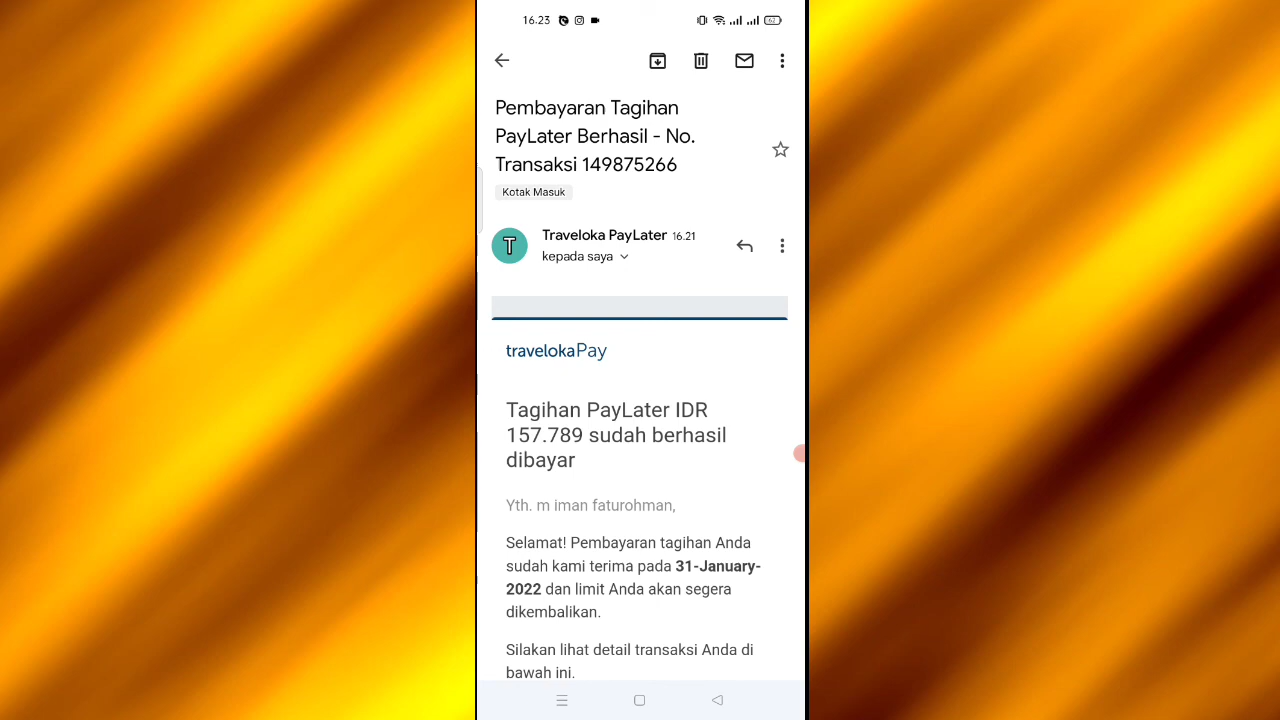 16.23
62
Pembayaran Tagihan
PayLater Berhasil - No.
Transaksi 149875266
Kotak Masuk
T
Traveloka PayLater 16.21
kepada saya
travelokaPay
Tagihan PayLater IDR
157.789 sudah berhasil
dibayar
Yth. m iman faturohman,
Selamat! Pembayaran tagihan Anda
sudah kami terima pada 31-January-
2022 dan limit Anda akan segera
dikembalikan.
Silakan lihat detail transaksi Anda di
bawah ini.